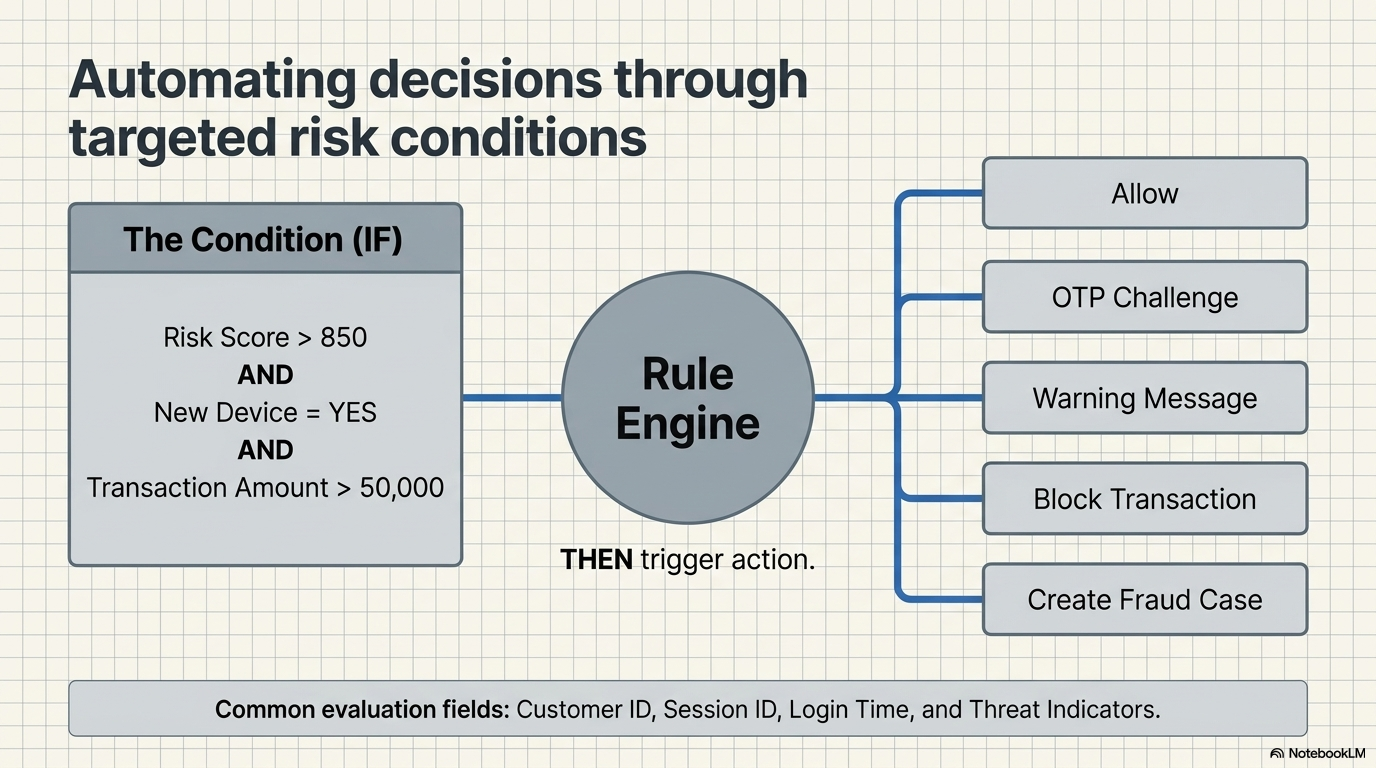 Automating decisions through
targeted risk conditions
The Condition (IF)
Risk Score > 850
AND
New Device = YES
AND
Transaction Amount > 50,000
Rule
Engine
THEN trigger action.
Allow
OTP Challenge
Warning Message
Block Transaction
Create Fraud Case
Common evaluation fields: Customer ID, Session ID, Login Time, and Threat Indicators.
NotebookLM